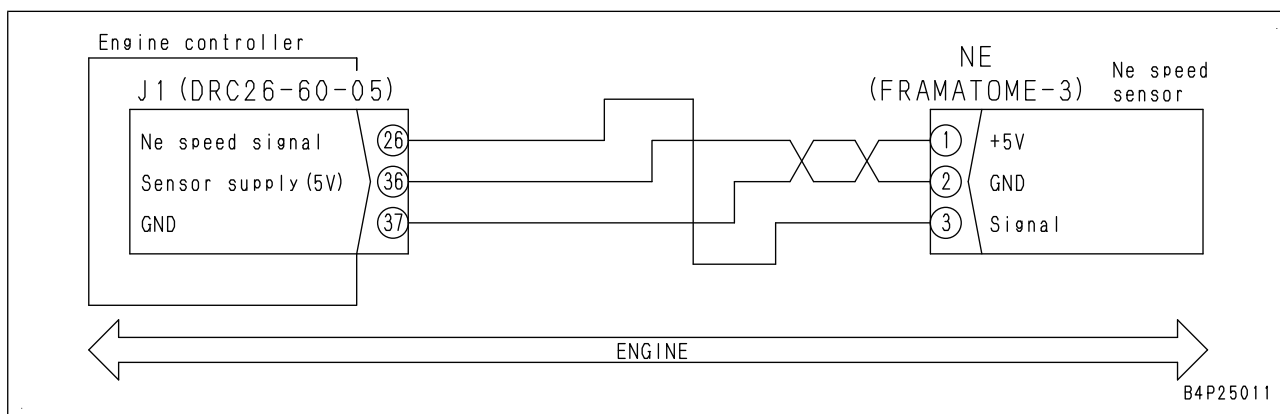 Engine controller
J1(DRC26-60-05)
Ne speed signal
26
Sensor supply(5V)
36
GND
37
NE
(FRAMATOME-3)
Ne speed
sensor
1
+5V
2
GND
3
Signal
ENGINE
B4P25011